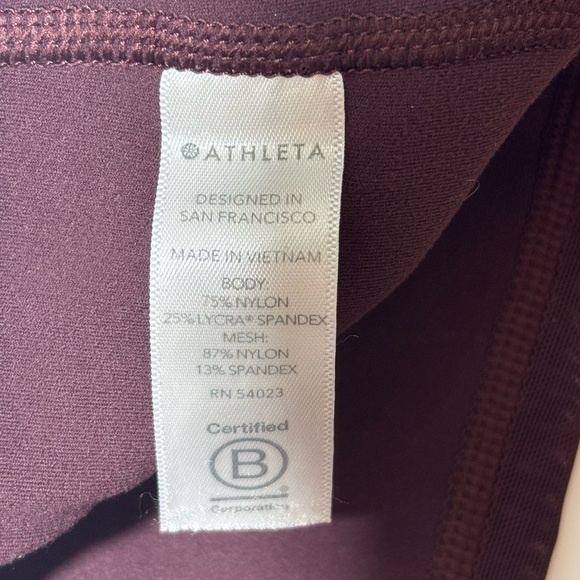 ATHLETA
DESIGNED IN
SAN FRANCISCO
MADE IN VIETNAM
BODY:
75% NYLON
25% LYCRA® SPANDEX
MESH:
87% NYLON
13% SPANDEX
RN 54023
Certified
B
®
Corporation